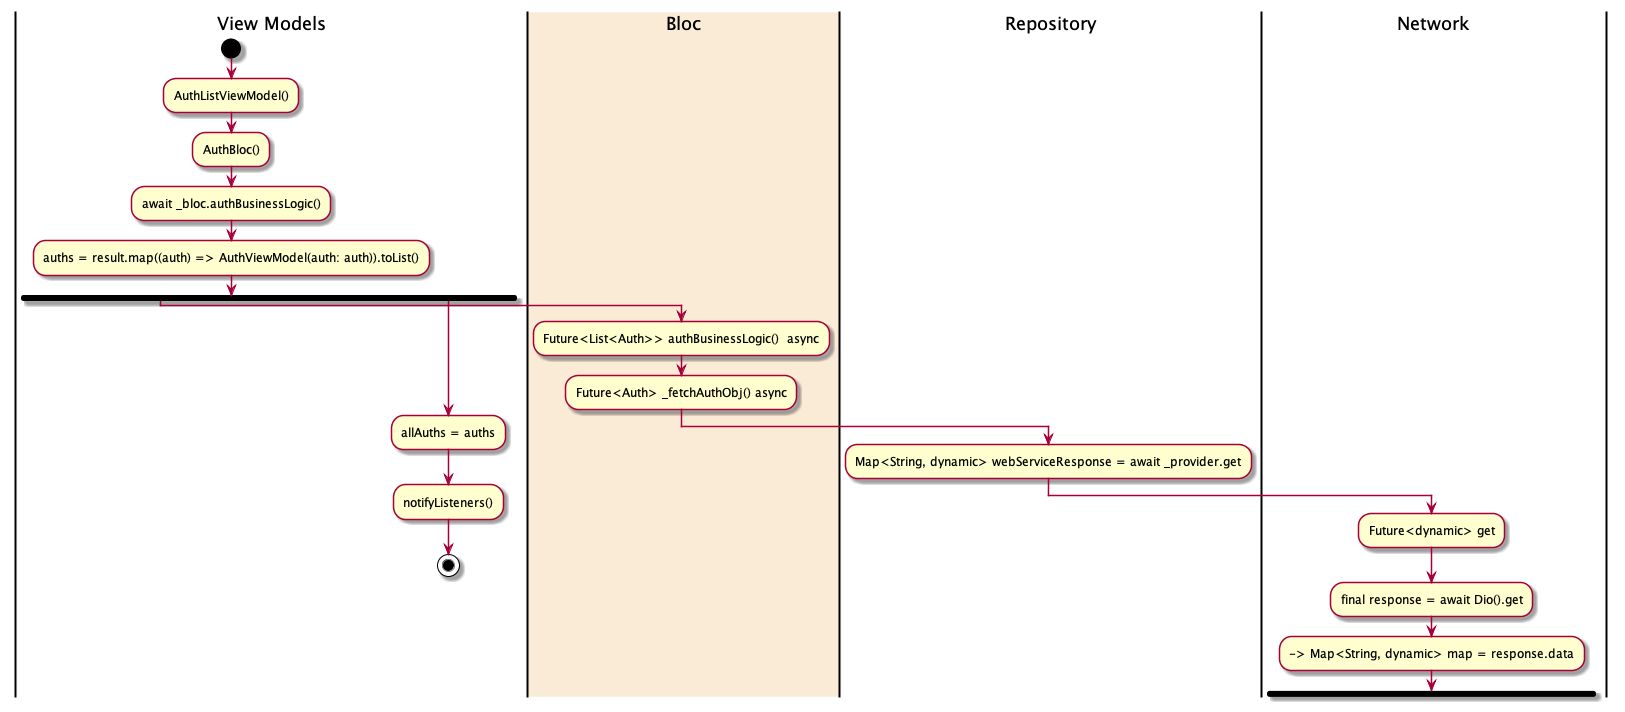 View Models
Bloc
Repository
Network
AuthListViewModel()
AuthBloc()
await _bloc.authBusinessLogic()
auths = result.map((auth) => AuthViewModel(auth: auth)).toList()
Future<List<Auth>> authBusinessLogic()  async
Future<Auth> _fetchAuthObj() async
allAuths = auths
Map<String, dynamic> webServiceResponse = await _provider.get
notifyListeners()
Future<dynamic> get
final response = await Dio().get
-> Map<String, dynamic> map = response.data